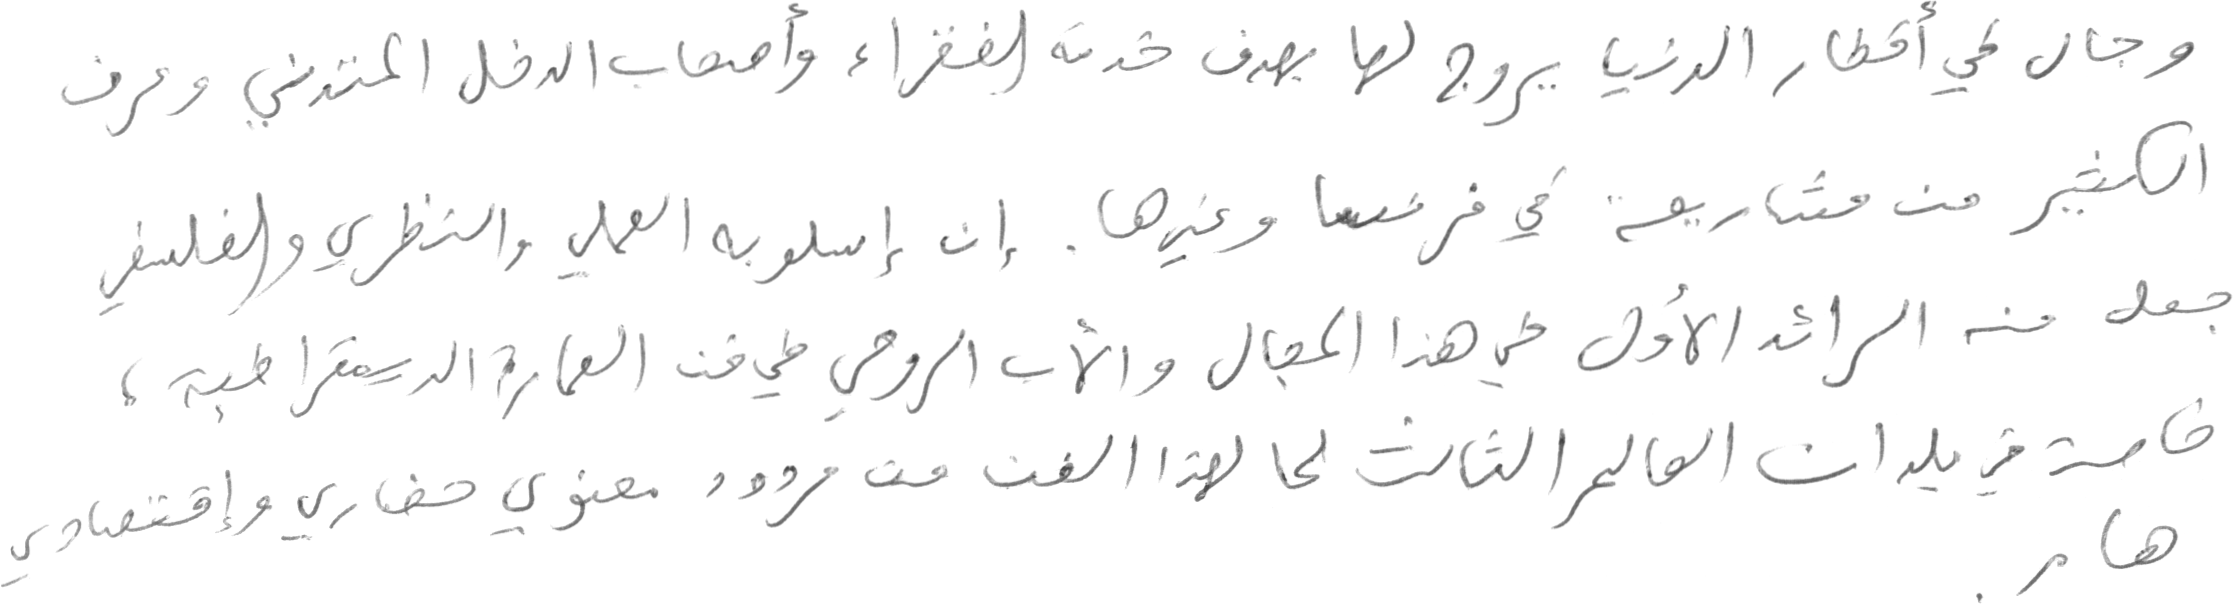 وجال في أقطار الدنيا يروج لها بهدف خدمة الفقراء وأصحاب الدخل المتدني وعرف
الكثير من مشاريعة في فرنسا وغيرها. إن إسلوبه العملي والنظري والفلسفي
جعل منه الرائد الأول في هذا المجال والأب الروحي في فن العمارة الديمقراطية،
خاصة في بلدان العالم الثالث لما لهذا الفن من مردود معنوي حضاري وإقتصادي
هام.